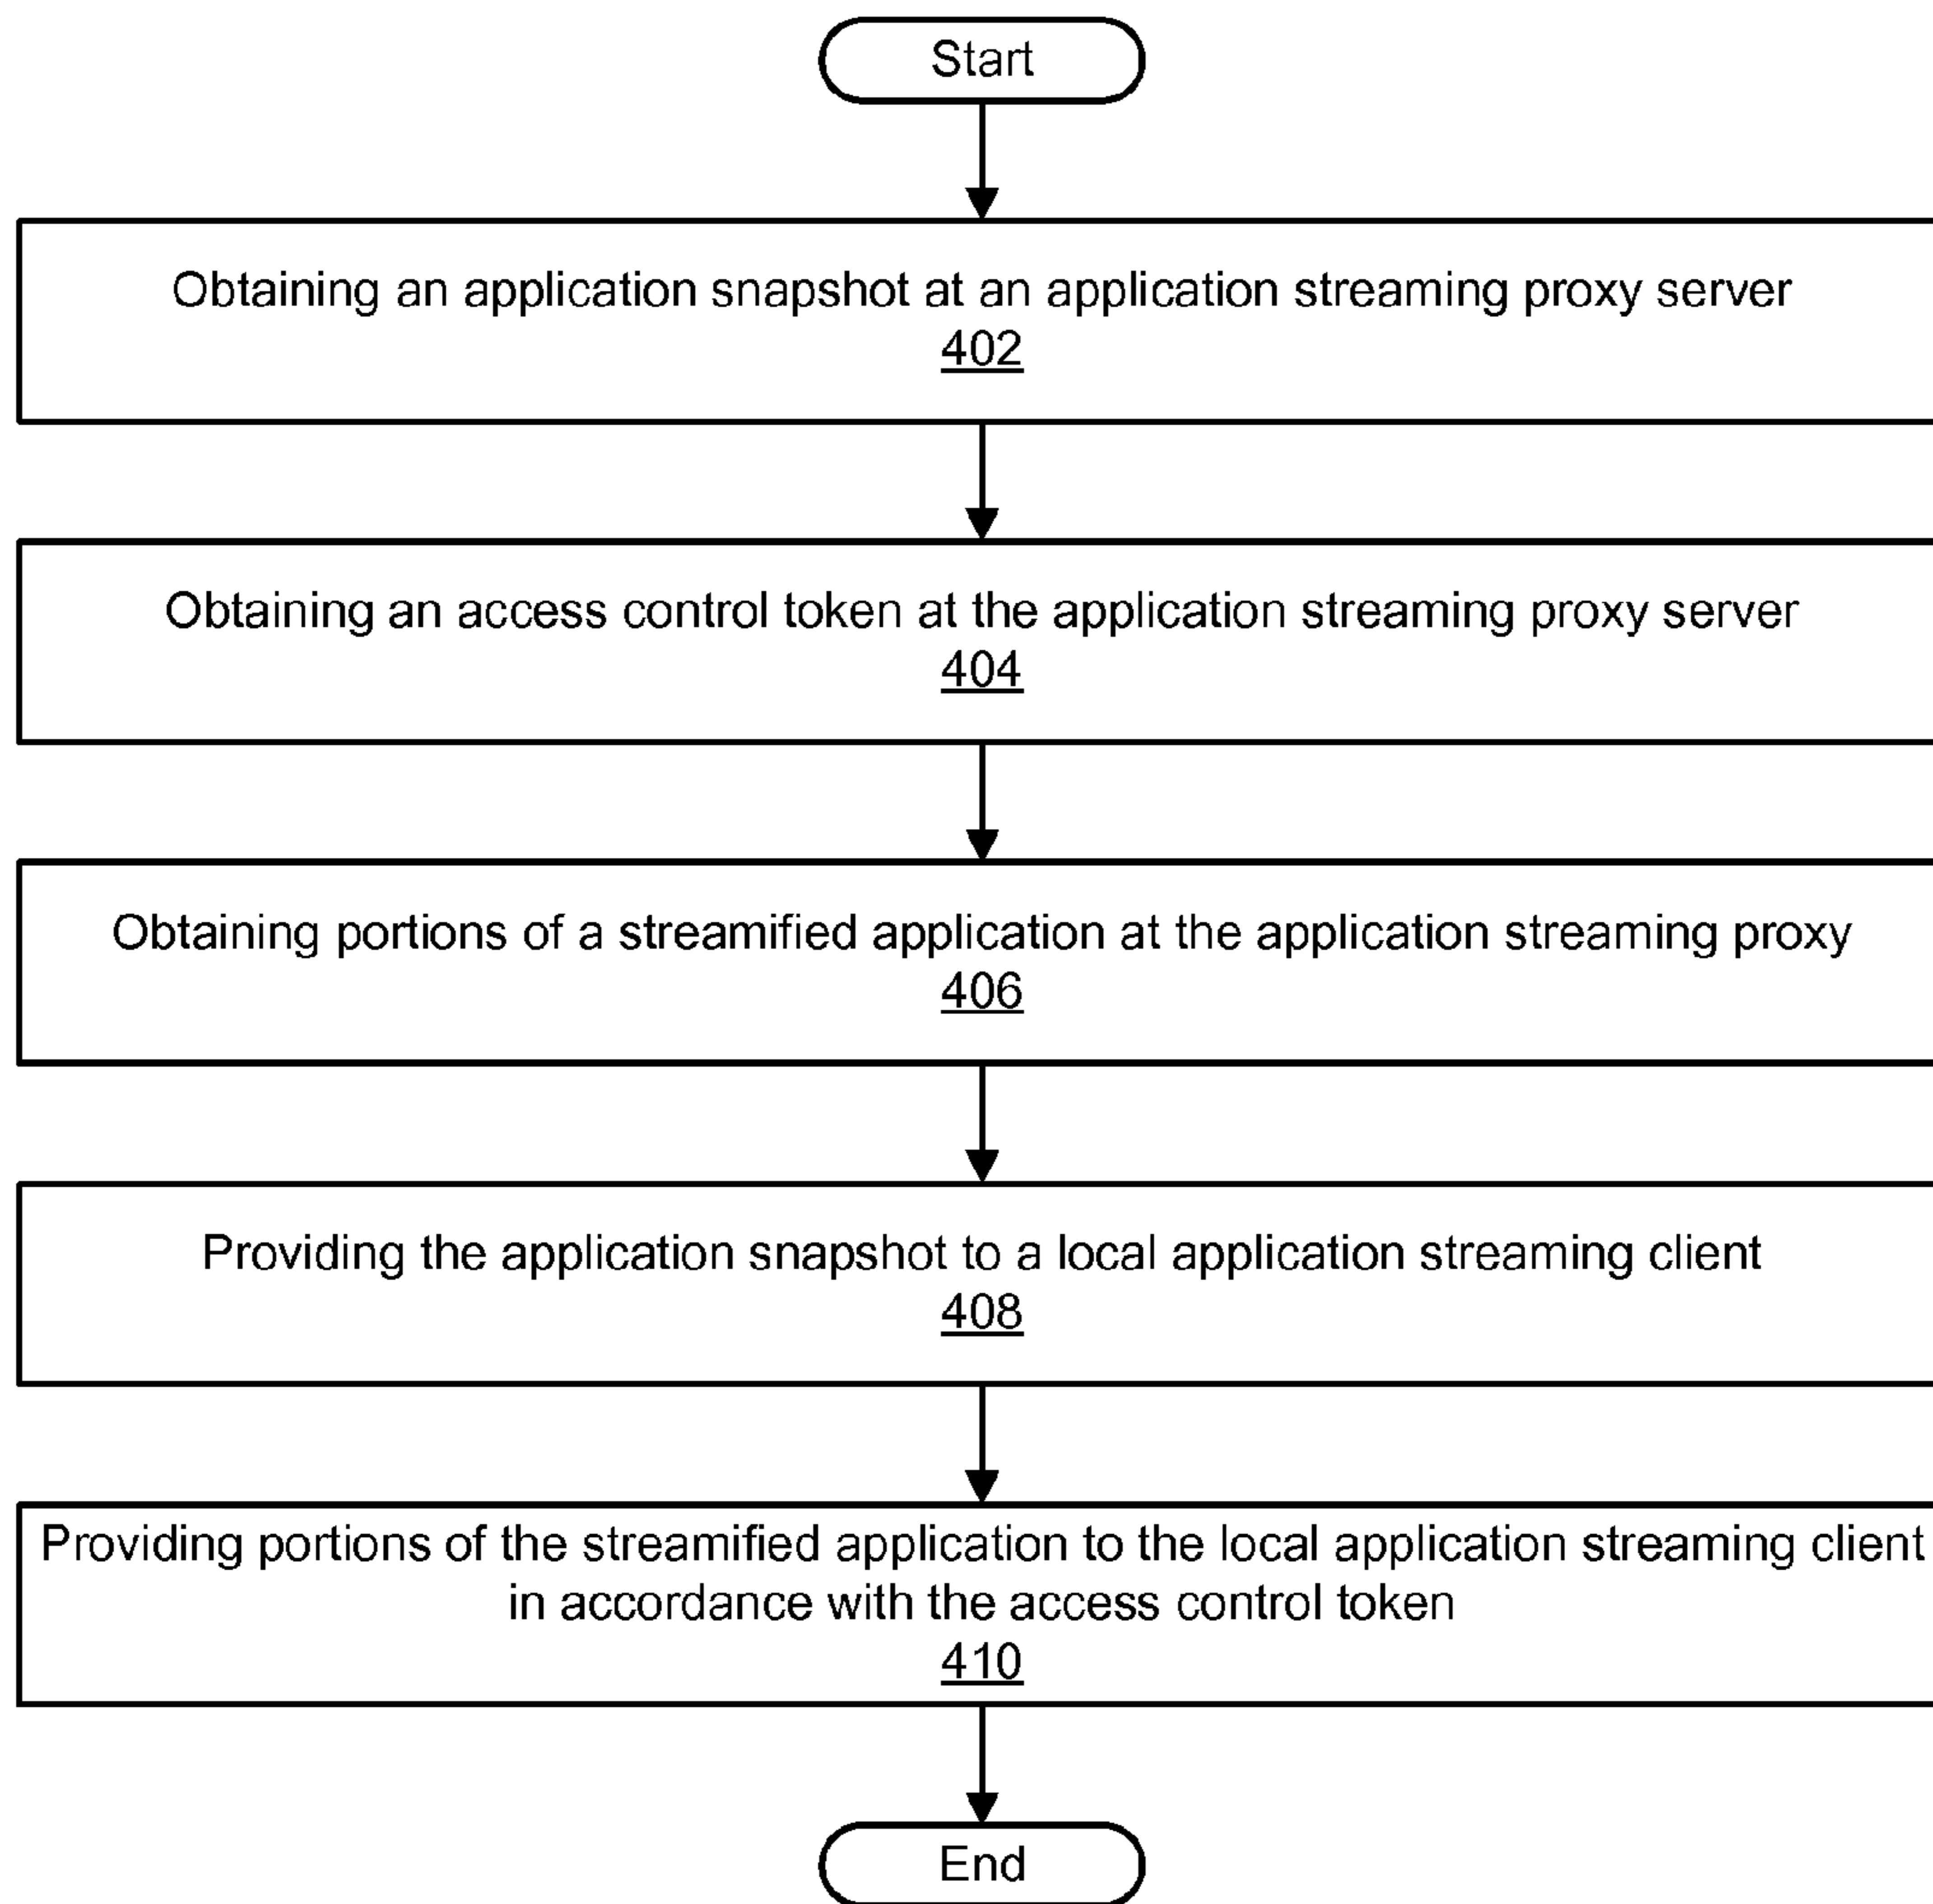 Start
Obtaining an application snapshot at an application streaming proxy server
402
Obtaining an access control token at the application streaming proxy server
404
Obtaining portions of a streamified application at the application streaming proxy
406
Providing the application snapshot to a local application streaming client
408
Providing portions of the streamified application to the local application streaming client
in accordance with the access control token
410
End